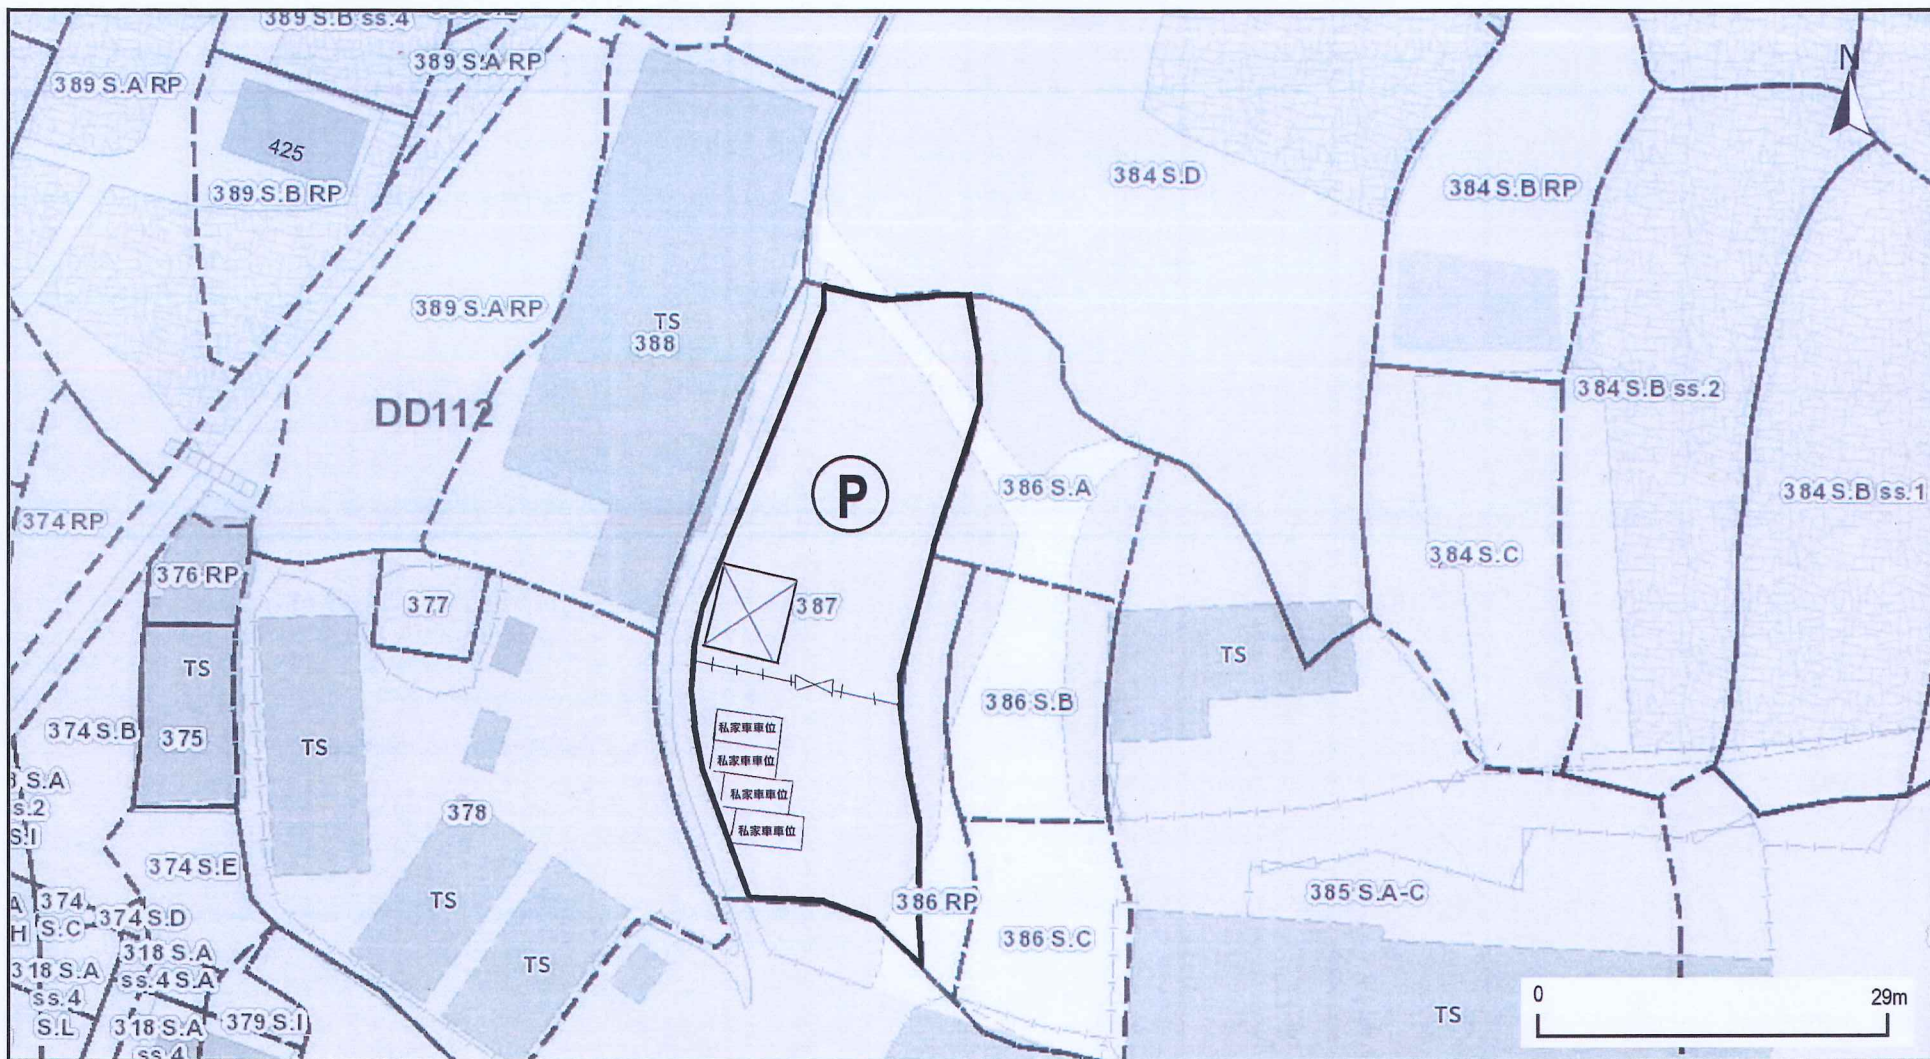 389 S.B ss.4
389 S.A RP
389 S.A RP
N
425
389 S.B RP
384 S.D
384 S.B RP
389 S.A RP
TS
388
DD112
384 S.B ss.2
P
386 S.A
384 S.B ss.1
374 RP
384 S.C
376 RP
377
387
TS
TS
386 S.B
374 S.B
375
TS
私家車車位
私家車車位
私家車車位
私家車車位
378
S.A
s.2
S.I
374 S.E
385 S.A-C
TS
386 RP
374
S.C
374 S.D
H
386 S.C
318 S.A
ss.4 S.A
TS
318 S.A
ss.4
S.L
379 S.I
318 S.A
ss.4
TS
0
29m